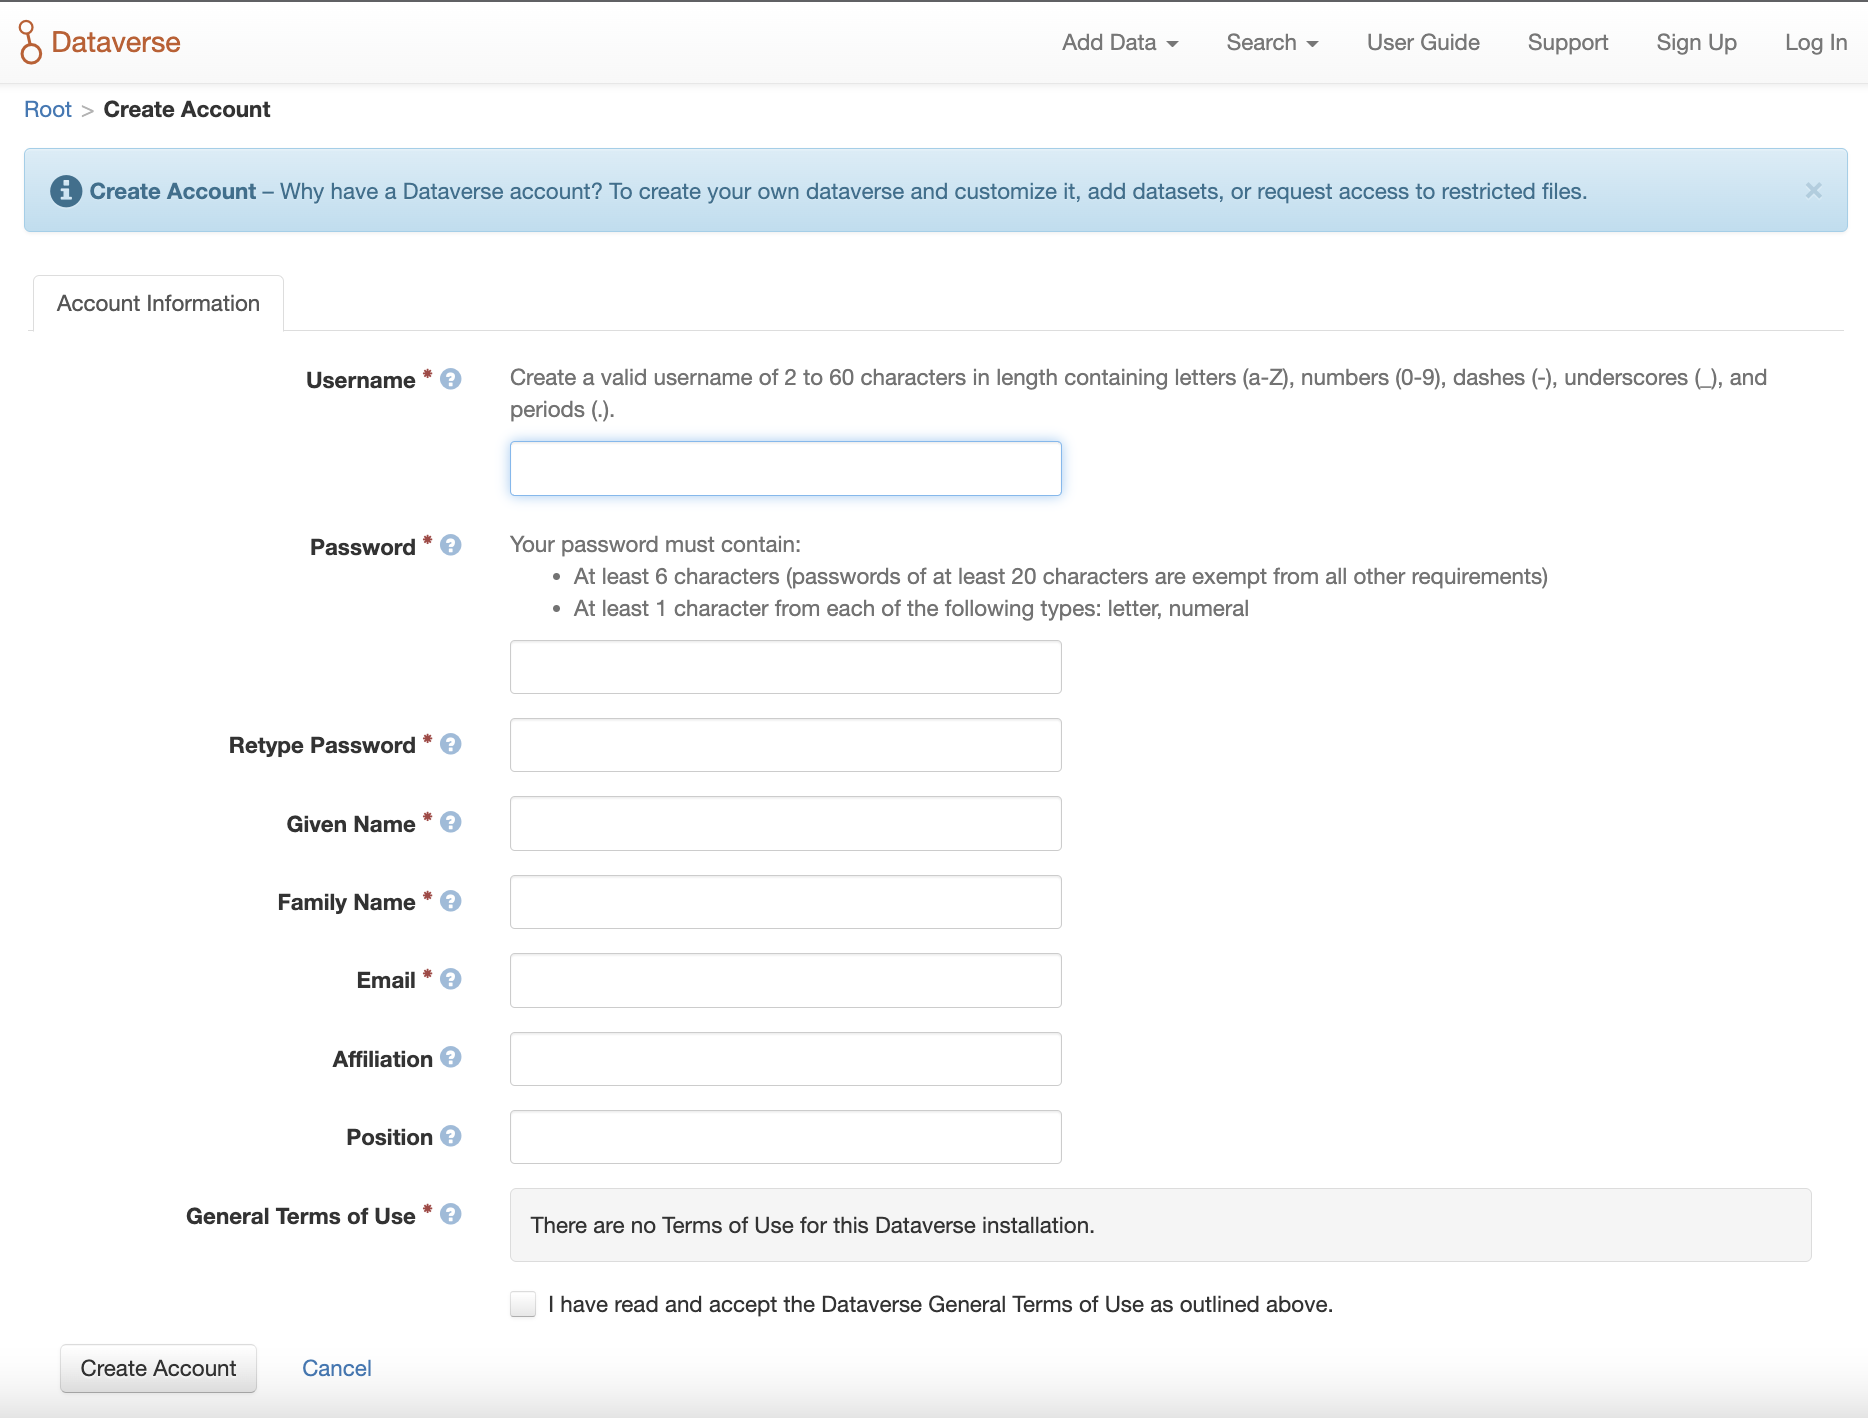 Dataverse
Add Data
Search
User Guide
Support
Sign Up
Log In
Root > Create Account
Create Account – Why have a Dataverse account? To create your own dataverse and customize it, add datasets, or request access to restricted files.
×
Account Information
Username * ?
Create a valid username of 2 to 60 characters in length containing letters (a-Z), numbers (0-9), dashes (-), underscores (_), and
periods (.).
Password * ?
Your password must contain:
• At least 6 characters (passwords of at least 20 characters are exempt from all other requirements)
• At least 1 character from each of the following types: letter, numeral
Retype Password * ?
Given Name * ?
Family Name * ?
Email * ?
Affiliation ?
Position ?
General Terms of Use * ?
There are no Terms of Use for this Dataverse installation.
I have read and accept the Dataverse General Terms of Use as outlined above.
Create Account
Cancel